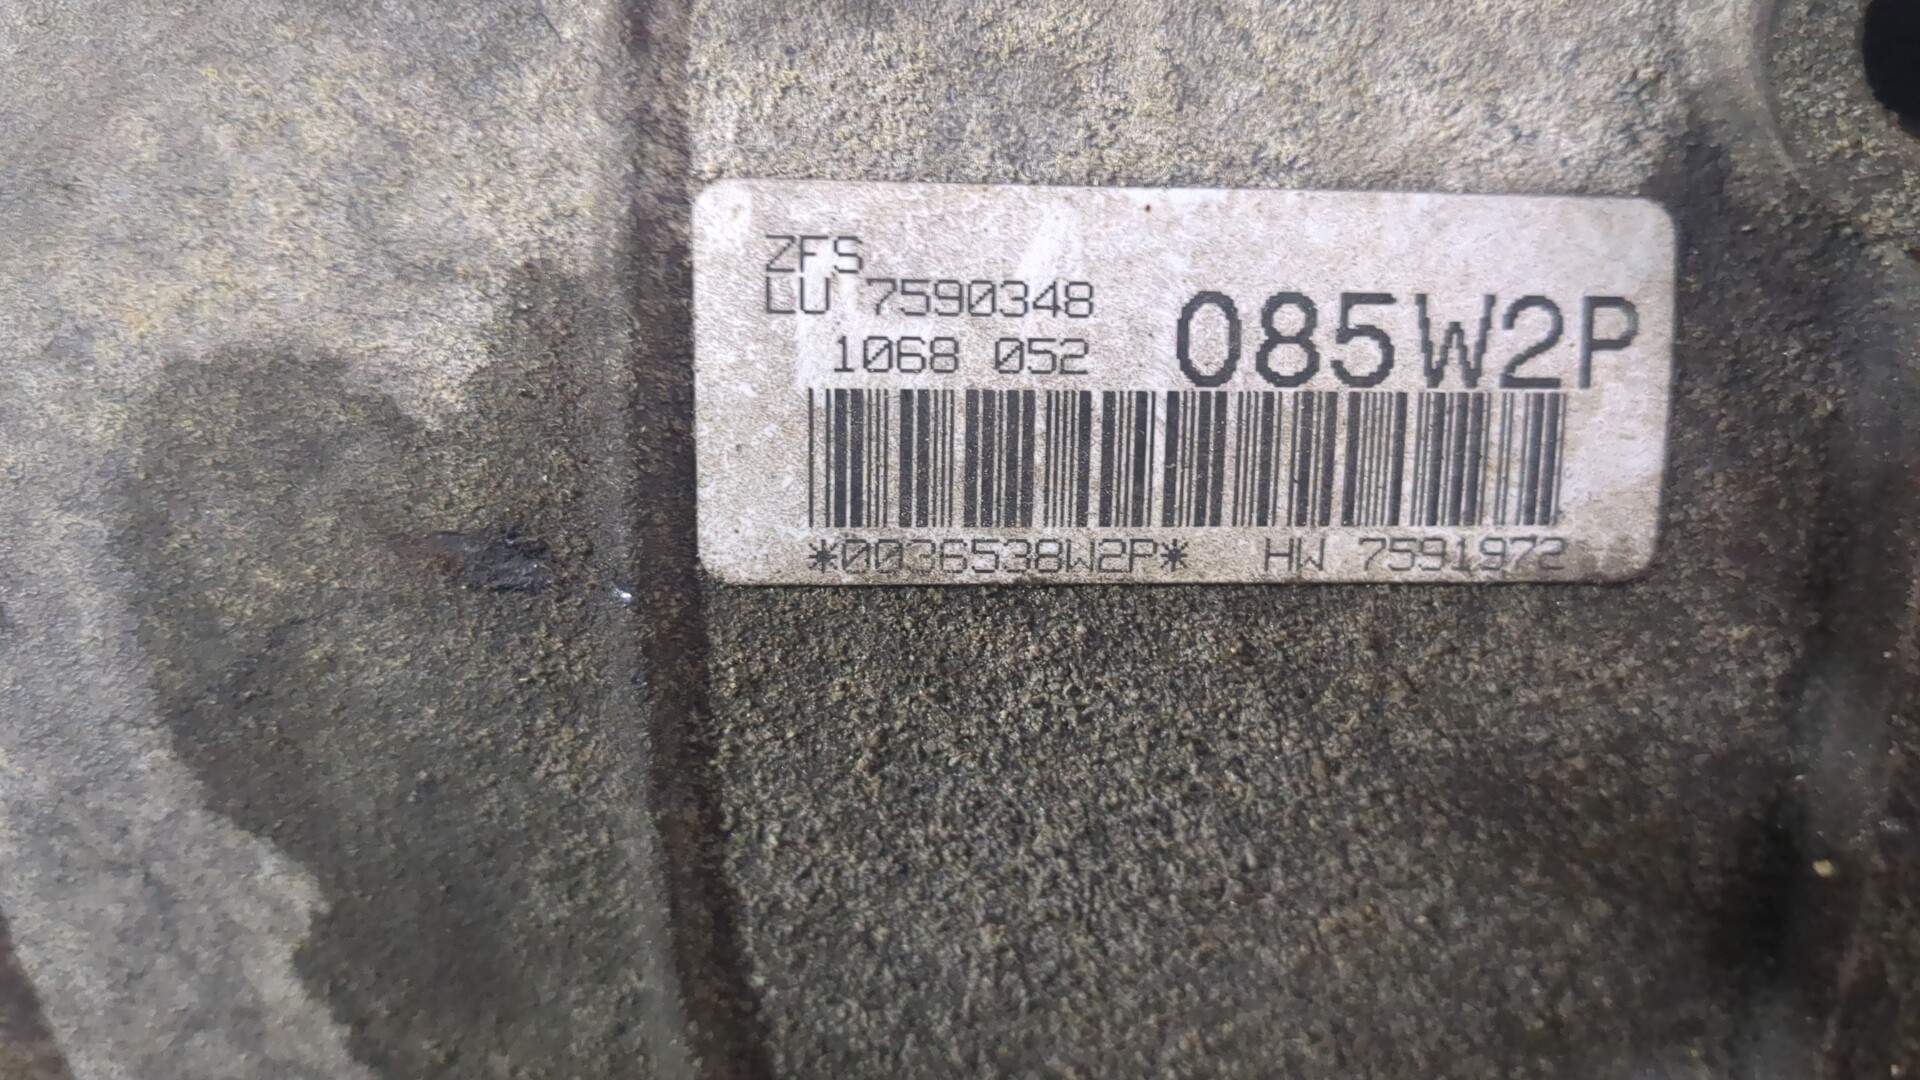 ZFS
LU 7590348
1068 052 085W2P
*0036538W2P* HW 7591972